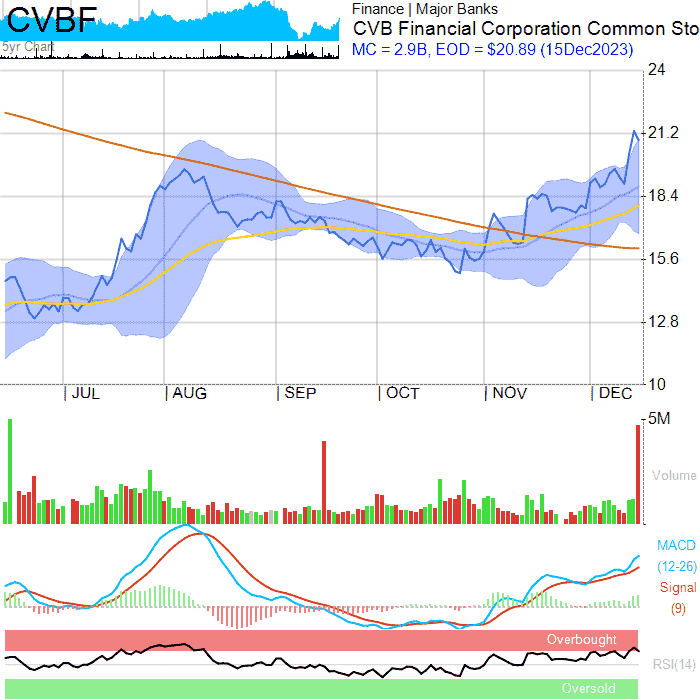 CVBF
5yr Chart
Finance | Major Banks
CVB Financial Corporation Common Sto
MC = 2.9B, EOD = $20.89 (15Dec2023)
24
21.2
18.4
15.6
12.8
10
JUL AUG SEP OCT NOV DEC
5M
Volume
MACD
(12-26)
Signal
(9)
Overbought
RSI(14)
Oversold